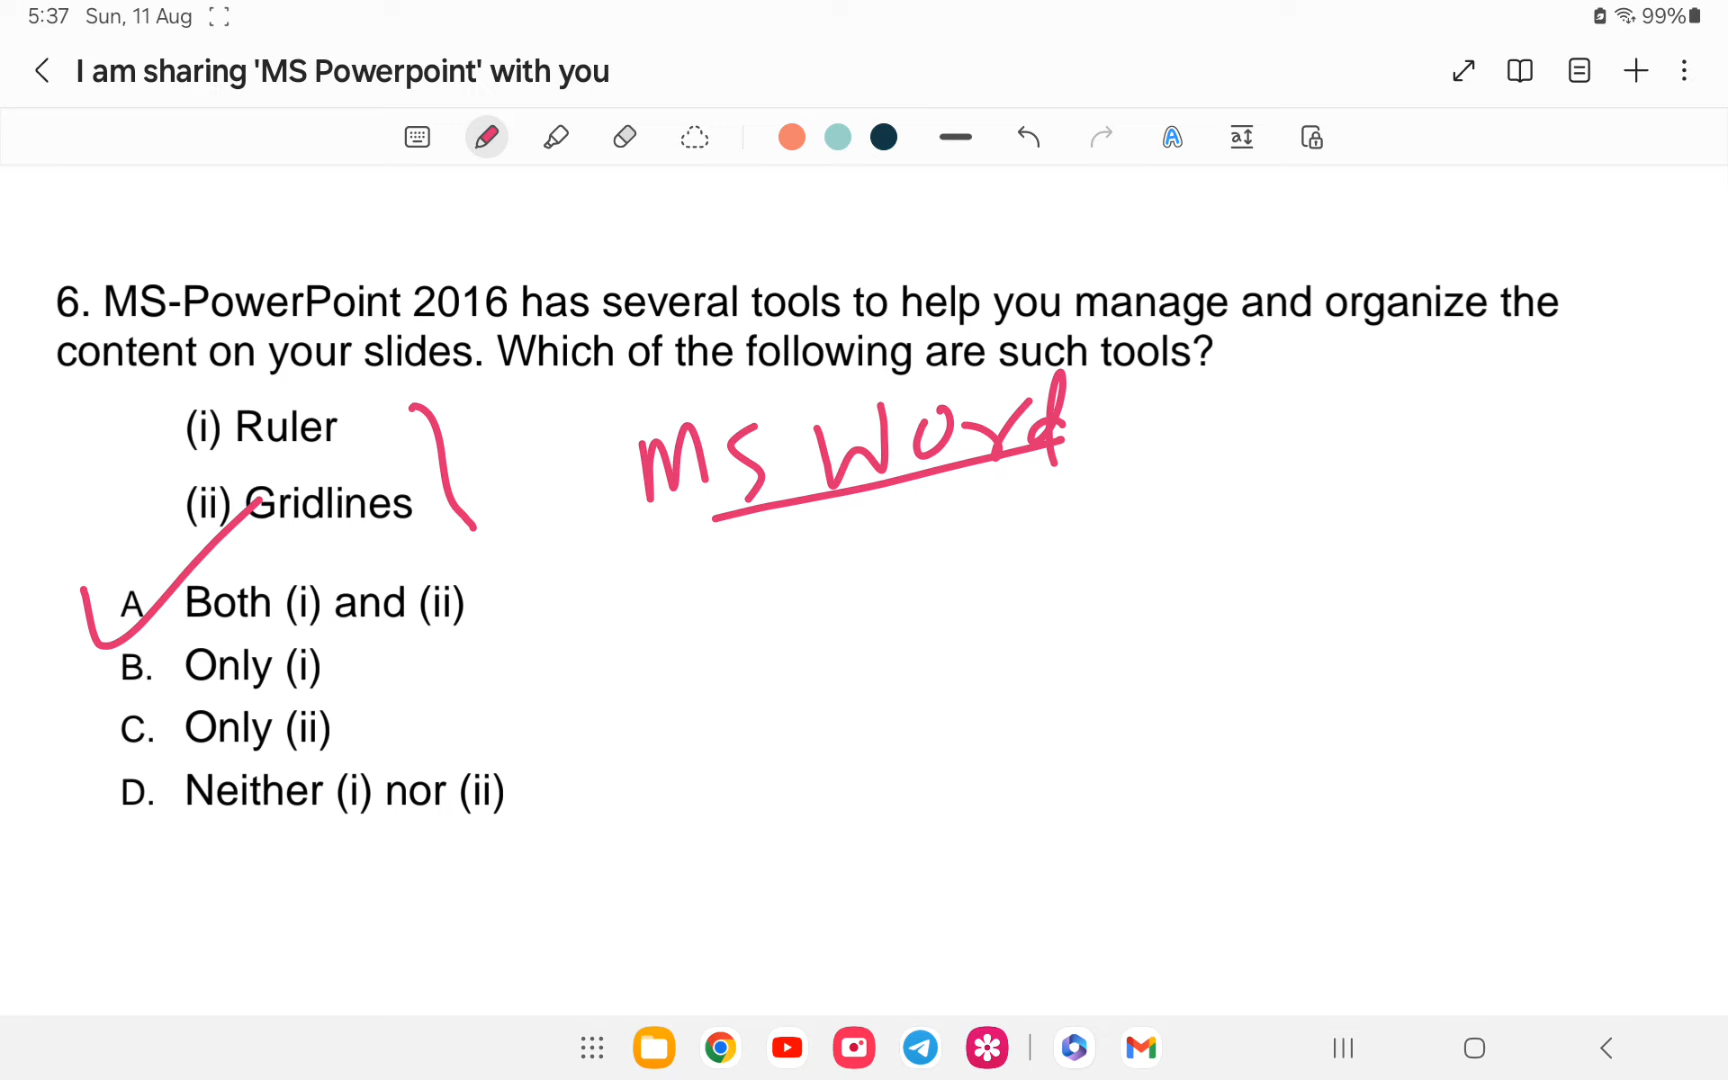 5:37 Sun, 11 Aug 99%
I am sharing 'MS Powerpoint' with you
6. MS-PowerPoint 2016 has several tools to help you manage and organize the
content on your slides. Which of the following are such tools?
(i) Ruler
MS Word
(ii) Gridlines
A. Both (i) and (ii)
B. Only (i)
C. Only (ii)
D. Neither (i) nor (ii)